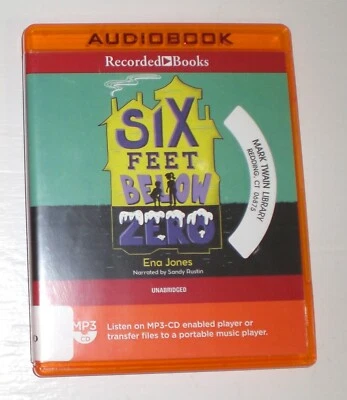 AUDIOBOOK
Recorded Books
SIX
FEET
BELOW
ZERO
MARK TWAIN LIBRARY
REDDING, CT 06875
Ena Jones
Narrated by Sandy Rustin
UNABRIDGED
MP3
CD
Listen on MP3-CD enabled player or
transfer files to a portable music player.